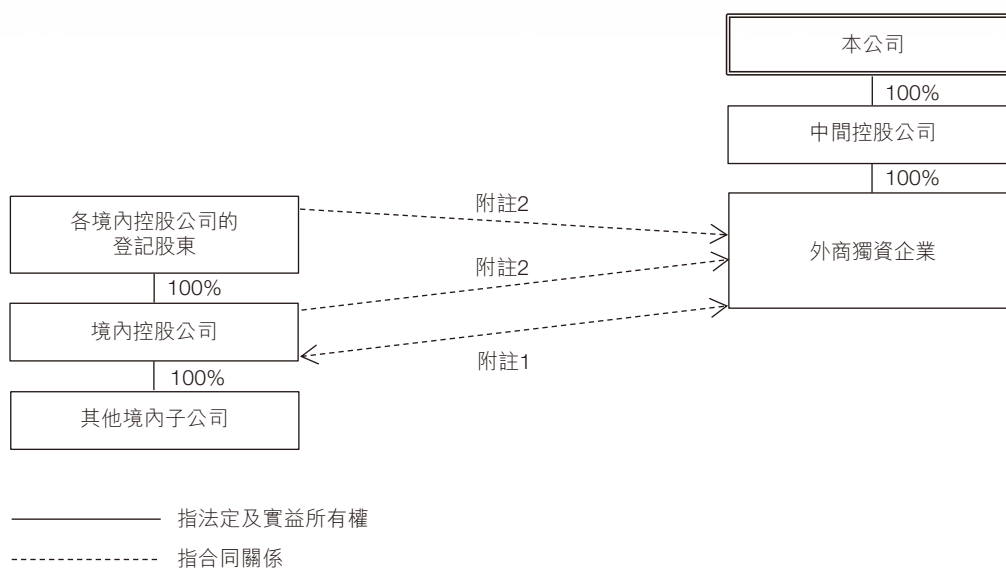 本公司
100%
中間控股公司
100%
各境內控股公司的
登記股東
附註2
外商獨資企業
附註2
100%
境內控股公司
附註1
100%
其他境內子公司
指法定及實益所有權
指合同關係